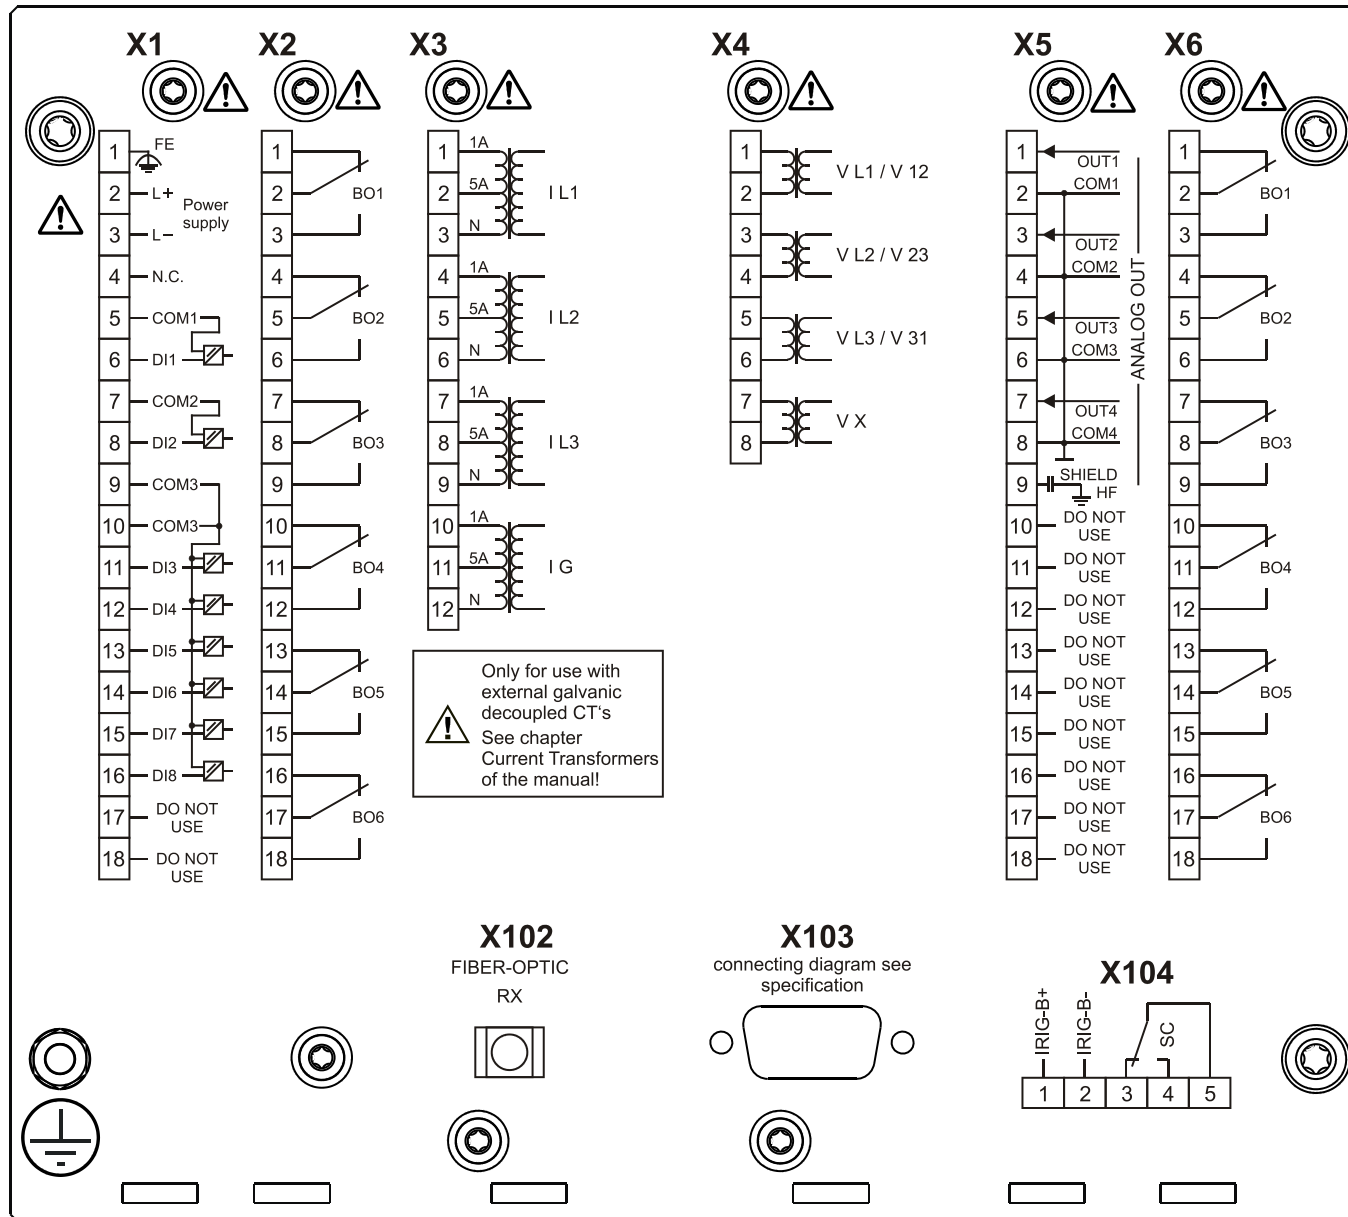 X1
1
FE
2
L+
Power
supply
3
L–
4
N.C.
5
COM1
6
DI1
7
COM2
8
DI2
9
COM3
10
COM3
11
DI3
12
DI4
13
DI5
14
DI6
15
DI7
16
DI8
17
DO NOT
USE
18
DO NOT
USE
X2
1
2
BO1
3
4
5
BO2
6
7
8
BO3
9
10
11
BO4
12
13
14
BO5
15
16
17
BO6
18
X3
1
1A
2
5A
I L1
3
N
4
1A
5
5A
I L2
6
N
7
1A
8
5A
I L3
9
N
10
1A
11
5A
I G
12
N
Only for use with
external galvanic
decoupled CT‘s
See chapter
Current Transformers
of the manual!
X4
1
V L1 / V 12
2
3
V L2 / V 23
4
5
V L3 / V 31
6
7
V X
8
X5
1
OUT1
2
COM1
3
OUT2
4
COM2
5
OUT3
6
COM3
7
OUT4
8
COM4
ANALOG OUT
9
SHIELD
HF
10
DO NOT
USE
11
DO NOT
USE
12
DO NOT
USE
13
DO NOT
USE
14
DO NOT
USE
15
DO NOT
USE
16
DO NOT
USE
17
DO NOT
USE
18
DO NOT
USE
X6
1
2
BO1
3
4
5
BO2
6
7
8
BO3
9
10
11
BO4
12
13
14
BO5
15
16
17
BO6
18
X102
FIBER-OPTIC
RX
X103
connecting diagram see
specification
X104
IRIG-B+
IRIG-B-
SC
1 2 3 4 5